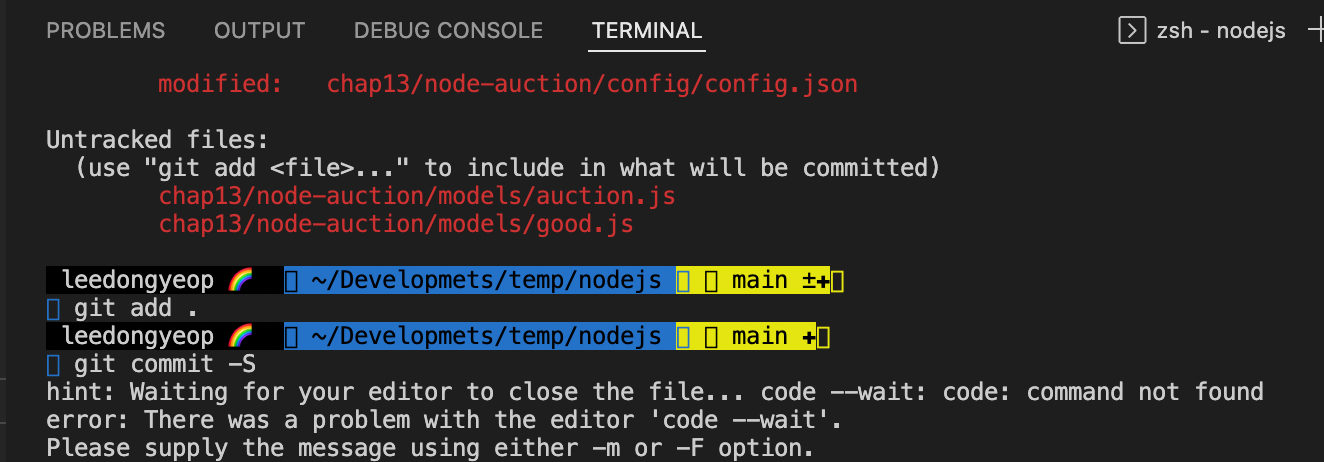 PROBLEMS OUTPUT DEBUG CONSOLE TERMINAL zsh - nodejs
modified: chap13/node-auction/config/config.json
Untracked files:
(use "git add <file>..." to include in what will be committed)
chap13/node-auction/models/auction.js
chap13/node-auction/models/good.js
leedongyeop 🌈 ~/Developmets/temp/nodejs main ±✚
git add .
leedongyeop 🌈 ~/Developmets/temp/nodejs main ✚
git commit -S
hint: Waiting for your editor to close the file... code --wait: code: command not found
error: There was a problem with the editor 'code --wait'.
Please supply the message using either -m or -F option.